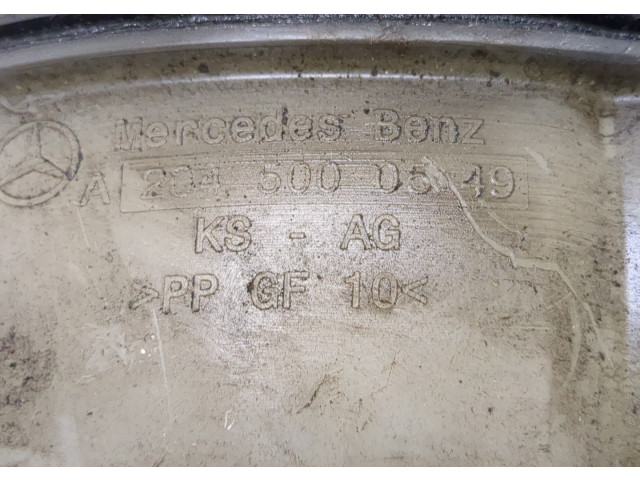 Mercedes Benz
A 204 500 05 49
KS - AG
>PP GF 10<